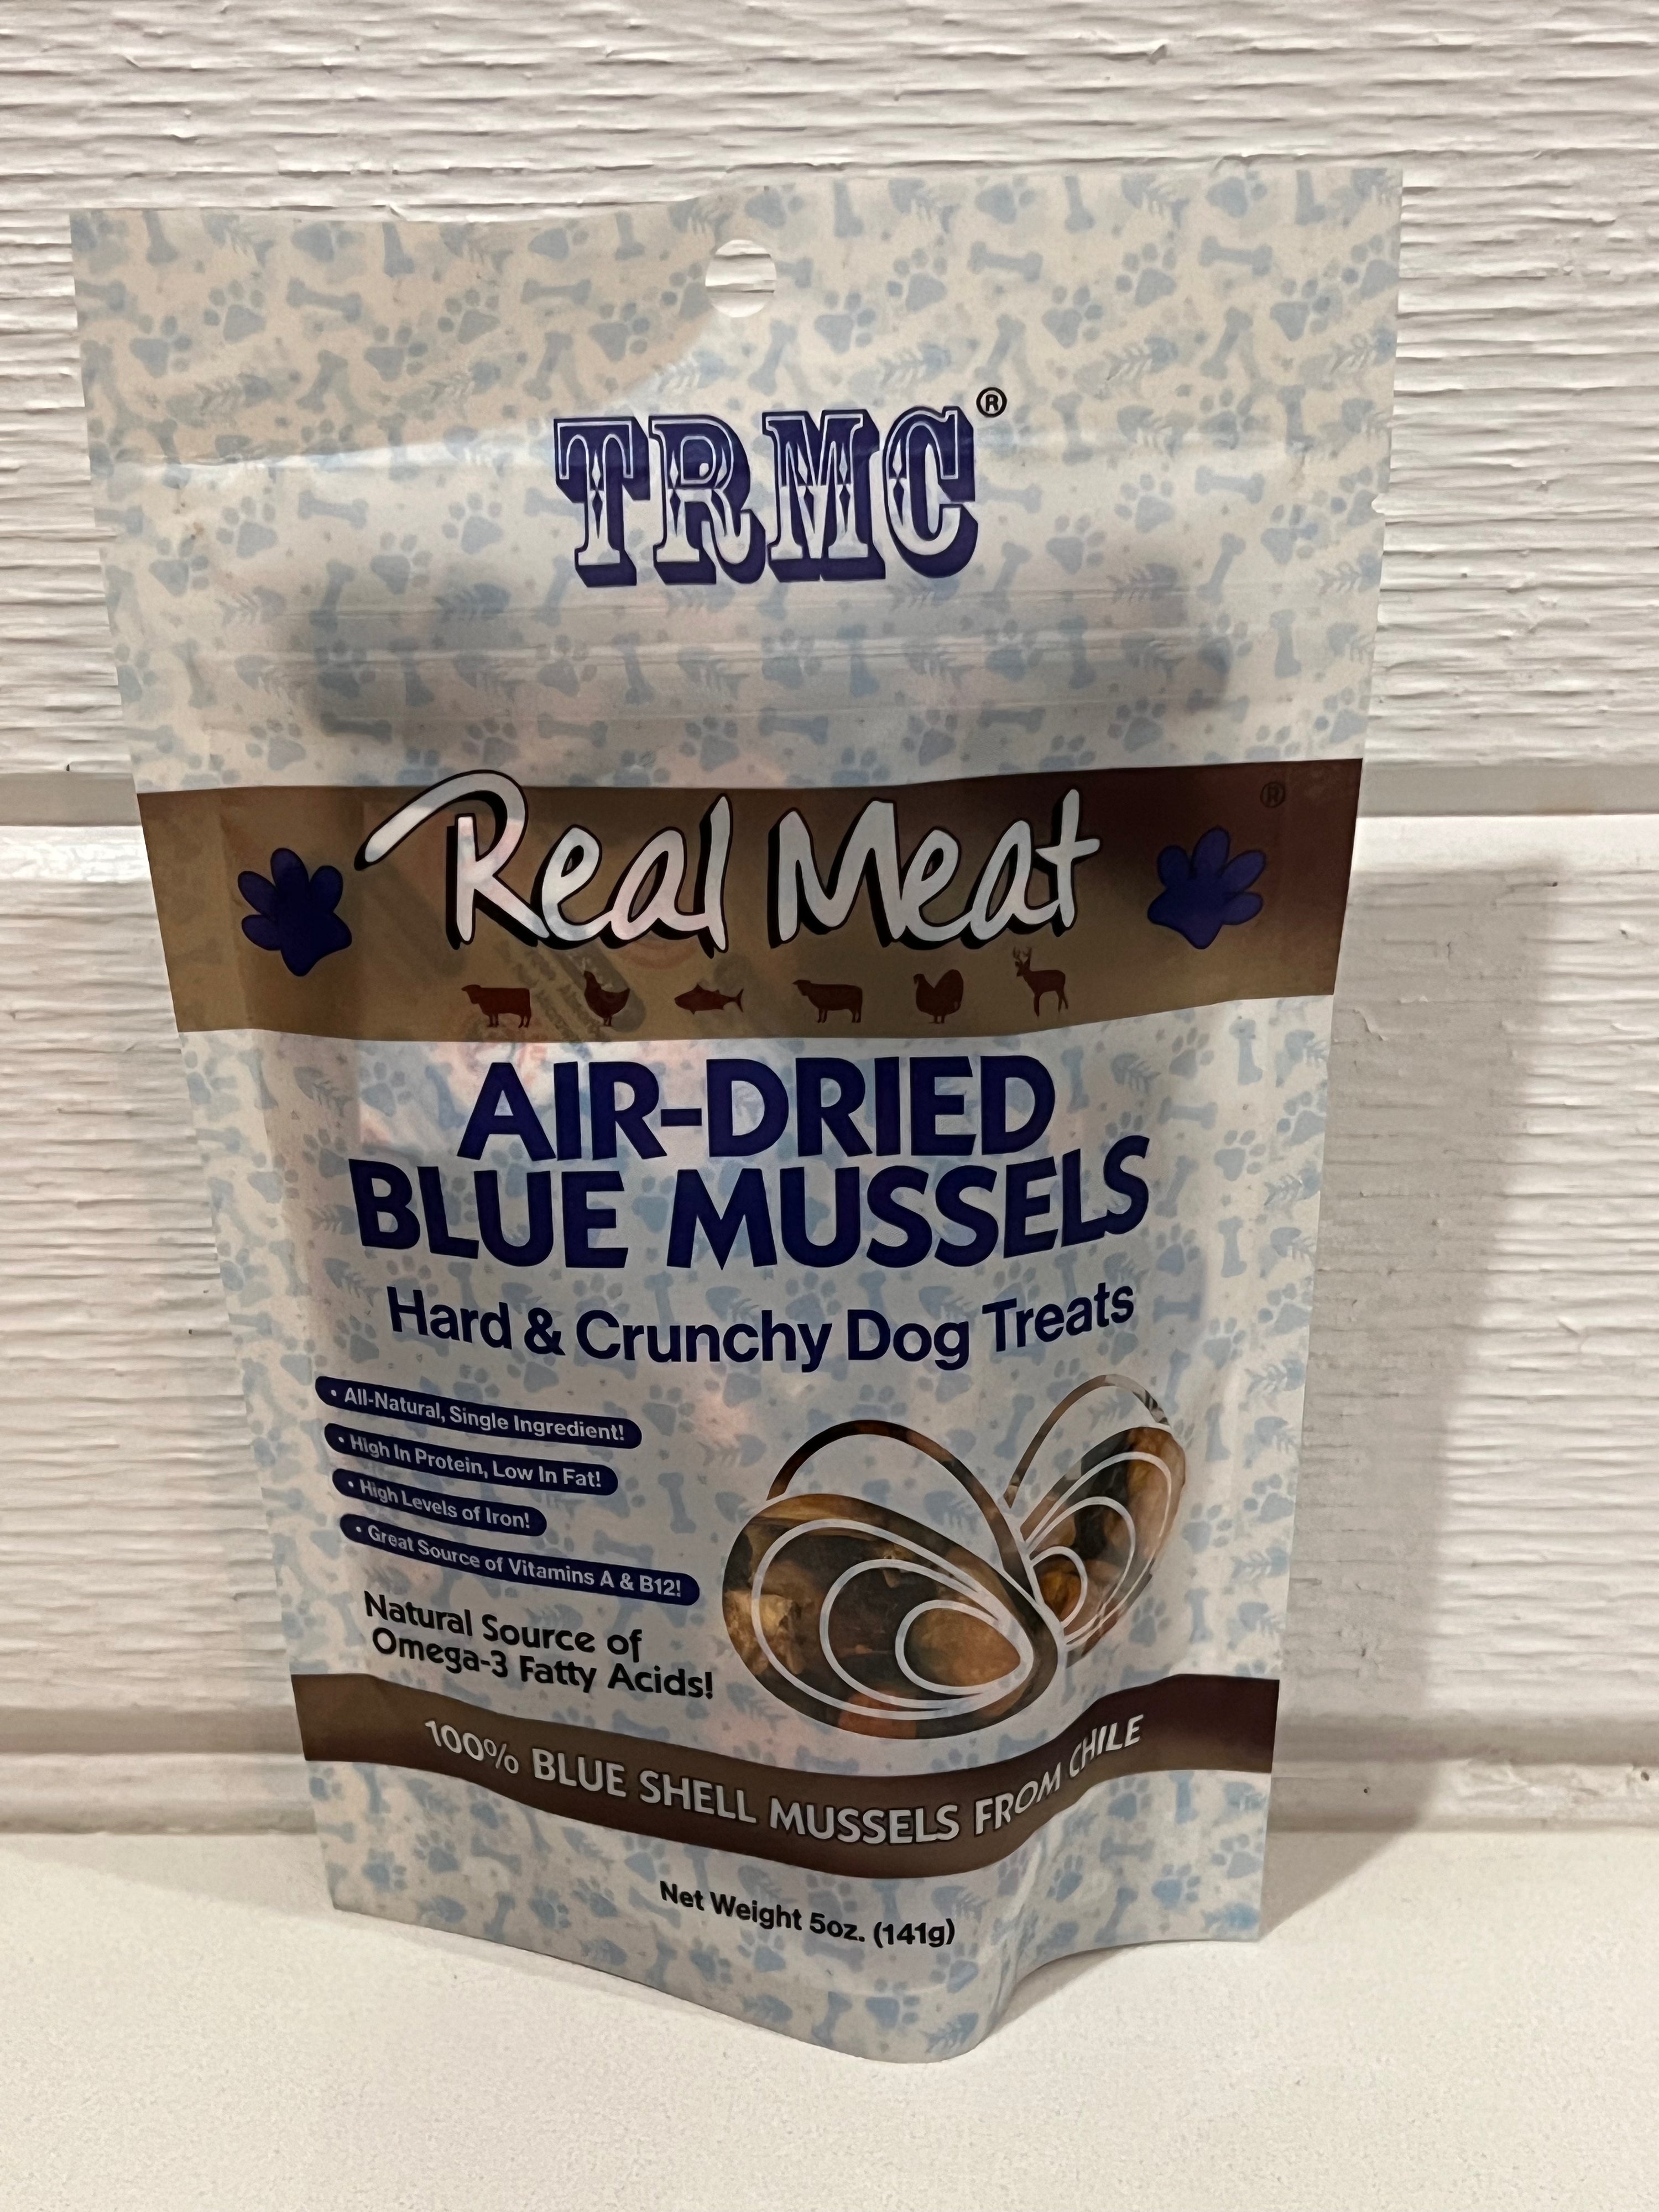 TRMC®
Real Meat®
AIR-DRIED
BLUE MUSSELS
Hard & Crunchy Dog Treats
• All-Natural, Single Ingredient!
• High In Protein, Low In Fat!
• High Levels of Iron!
• Great Source of Vitamins A & B12!
Natural Source of
Omega-3 Fatty Acids!
100% BLUE SHELL MUSSELS FROM CHILE
Net Weight 5oz. (141g)